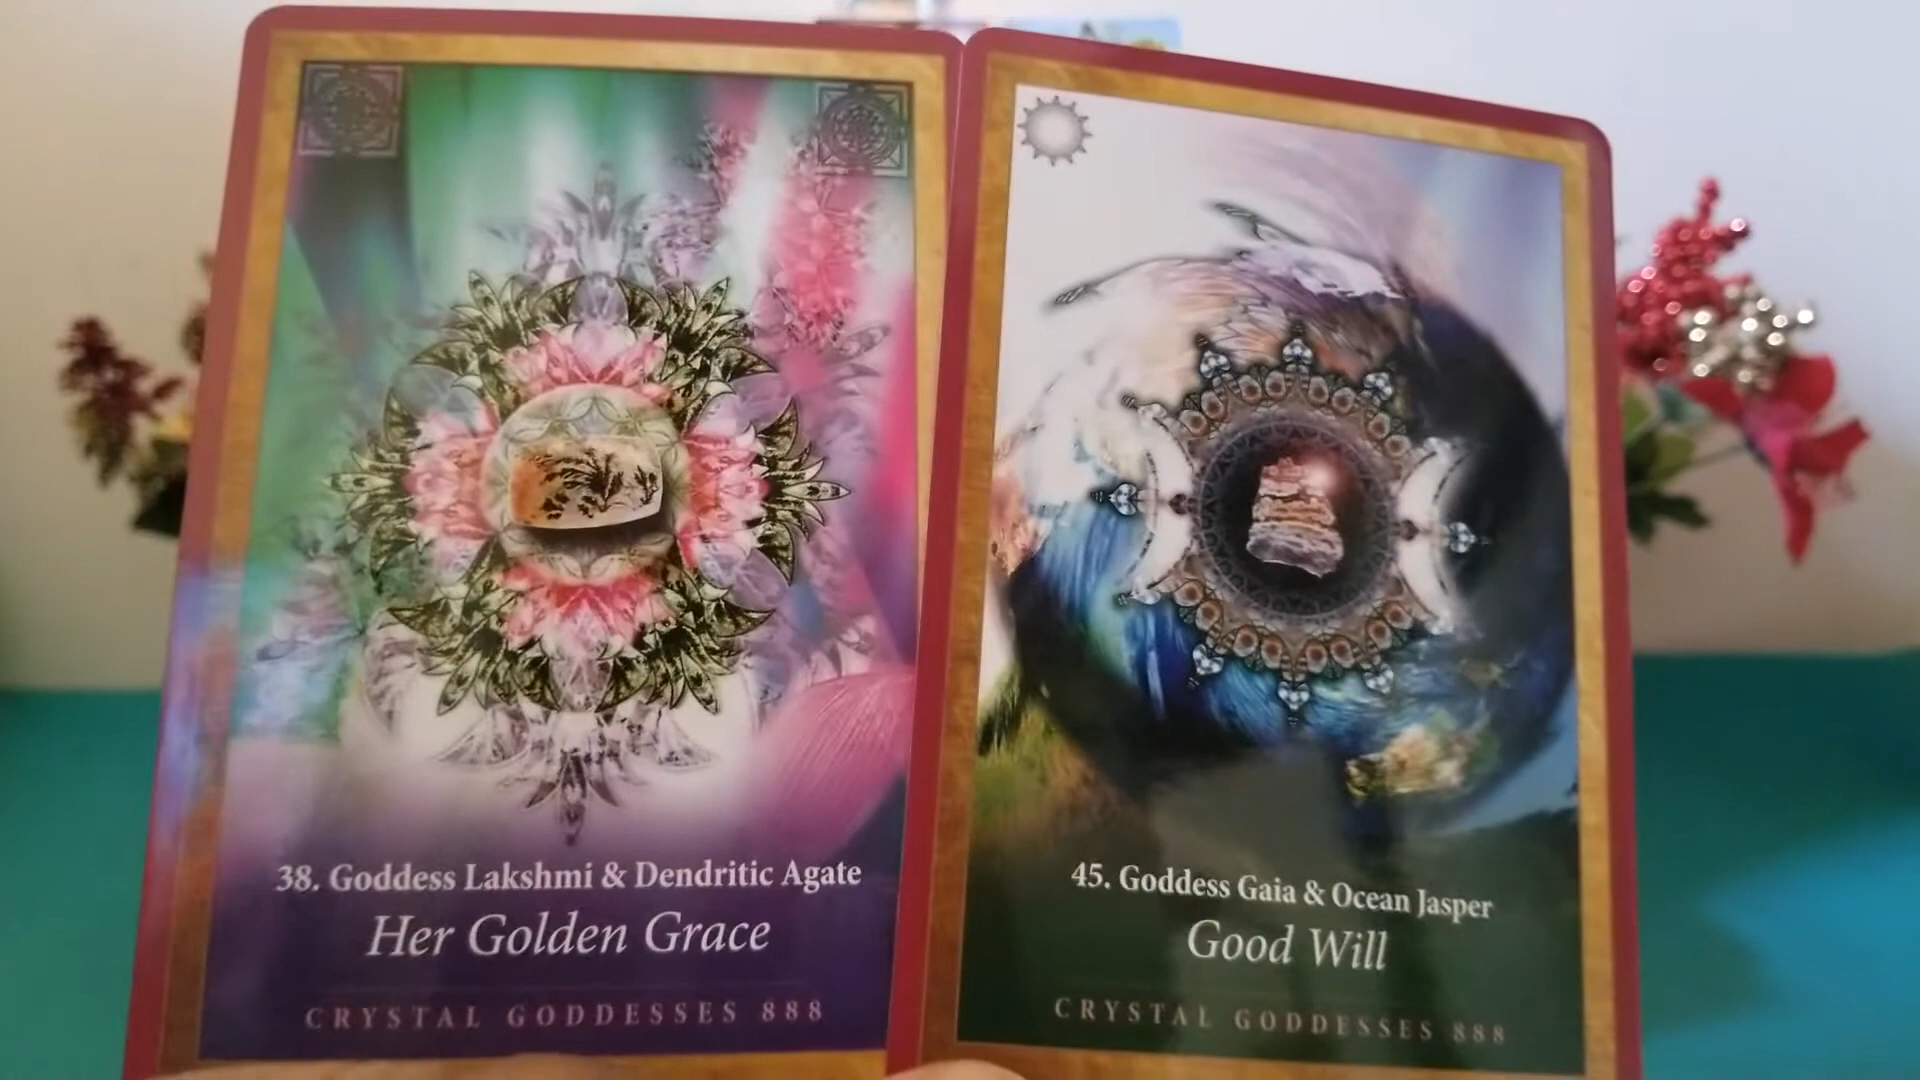 38. Goddess Lakshmi & Dendritic Agate
Her Golden Grace
CRYSTAL GODDESSES 888
45. Goddess Gaia & Ocean Jasper
Good Will
CRYSTAL GODDESSES 888